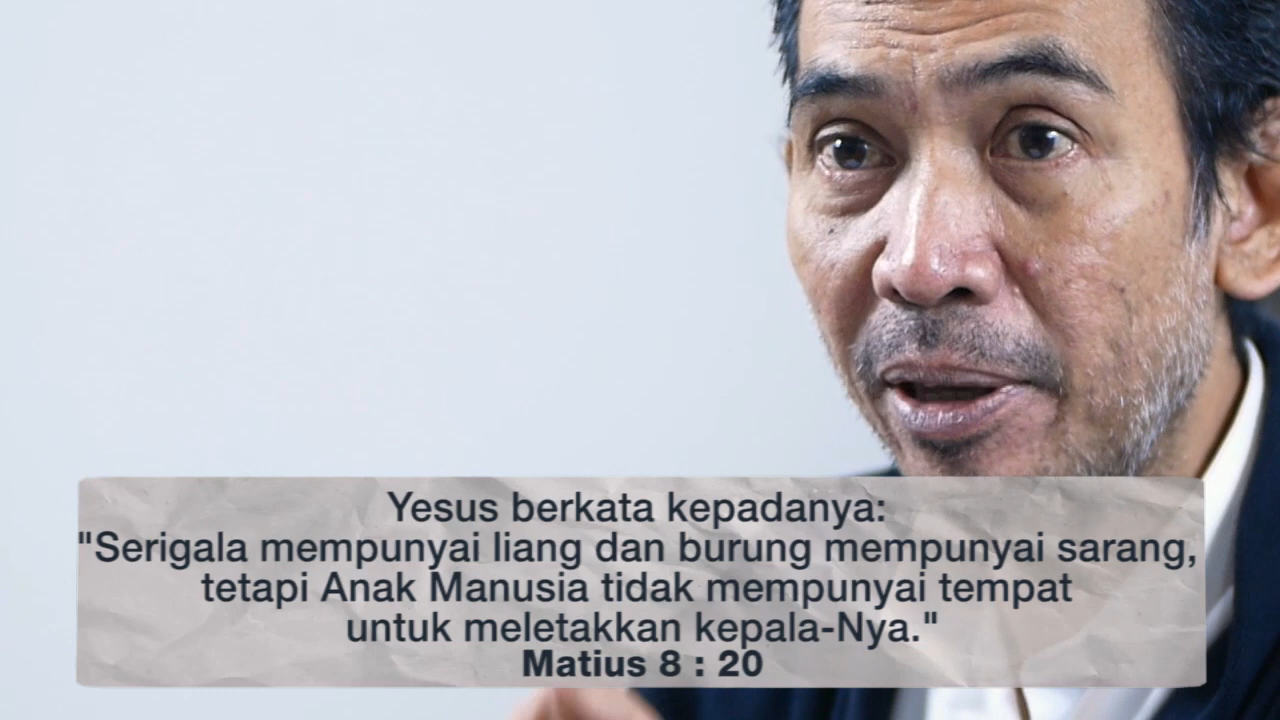 Yesus berkata kepadanya:
"Serigala mempunyai liang dan burung mempunyai sarang,
tetapi Anak Manusia tidak mempunyai tempat
untuk meletakkan kepala-Nya."
Matius 8 : 20